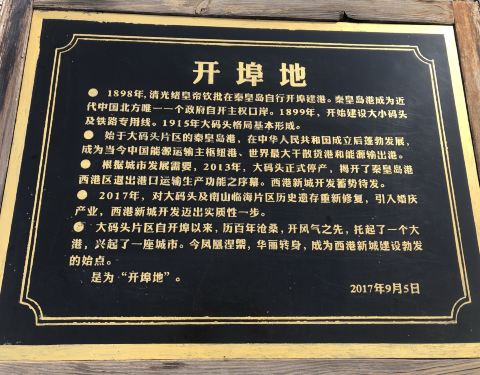 开埠地
● 1898年,清光绪皇帝钦批在秦皇岛自行开埠建港。秦皇岛港成为近
代中国北方唯一一个政府自开主权口岸。1899年,开始建设大小码头
及铁路专用线。1915年大码头格局基本形成。
● 始于大码头片区的秦皇岛港,在中华人民共和国成立后蓬勃发展,
成为当今中国能源运输主枢纽港、世界最大干散货港和能源输出港。
● 根据城市发展需要,2013年,大码头正式停产,揭开了秦皇岛港
西港区退出港口运输生产功能之序幕。西港新城开发蓄势待发。
● 2017年,对大码头及南山临海片区历史遗存重新修复,引入婚庆
产业,西港新城开发迈出实质性一步。
● 大码头片区自开埠以来,历百年沧桑,开风气之先,托起了一个大
港,兴起了一座城市。今凤凰涅槃,华丽转身,成为西港新城建设勃发
的始点。
是为“开埠地”。
2017年9月5日